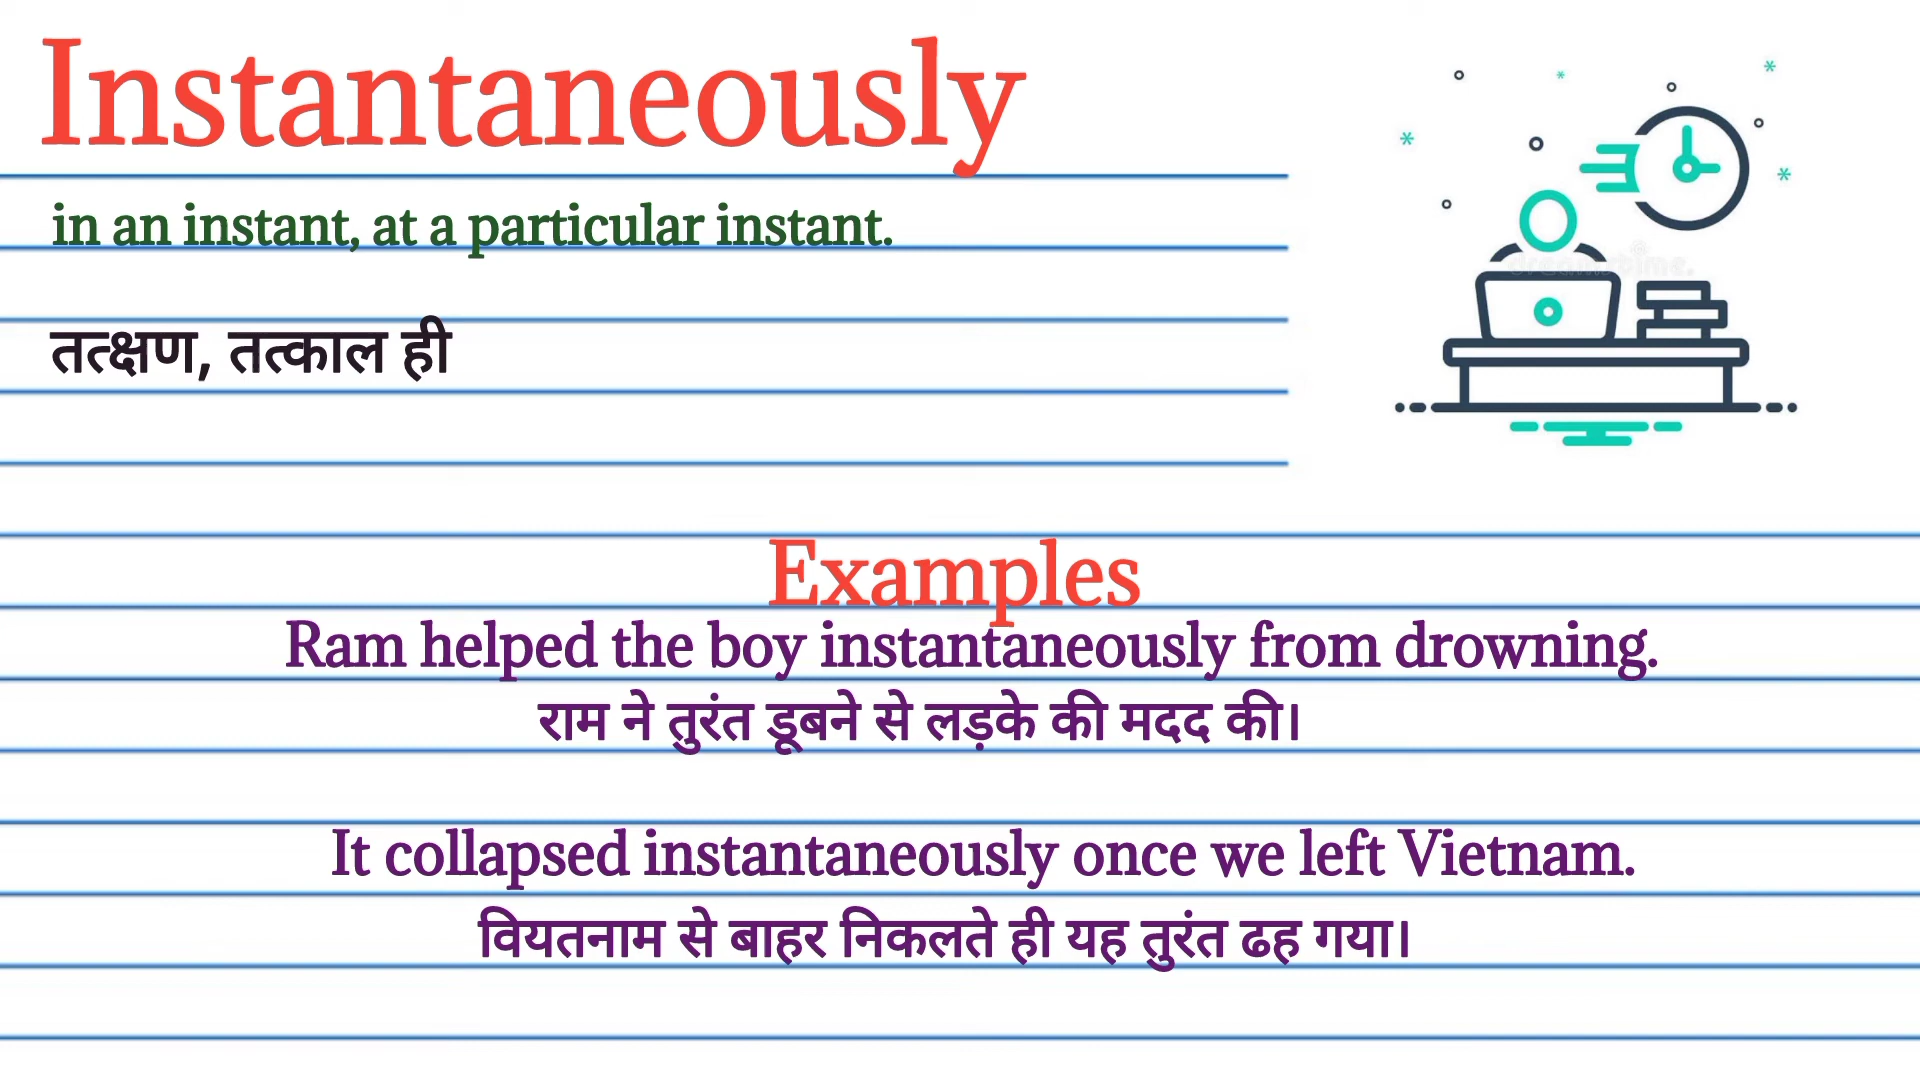 Instantaneously
in an instant, at a particular instant.
तत्क्षण, तत्काल ही
dreamstime.
Examples
Ram helped the boy instantaneously from drowning.
राम ने तुरंत डूबने से लड़के की मदद की।
It collapsed instantaneously once we left Vietnam.
वियतनाम से बाहर निकलते ही यह तुरंत ढह गया।